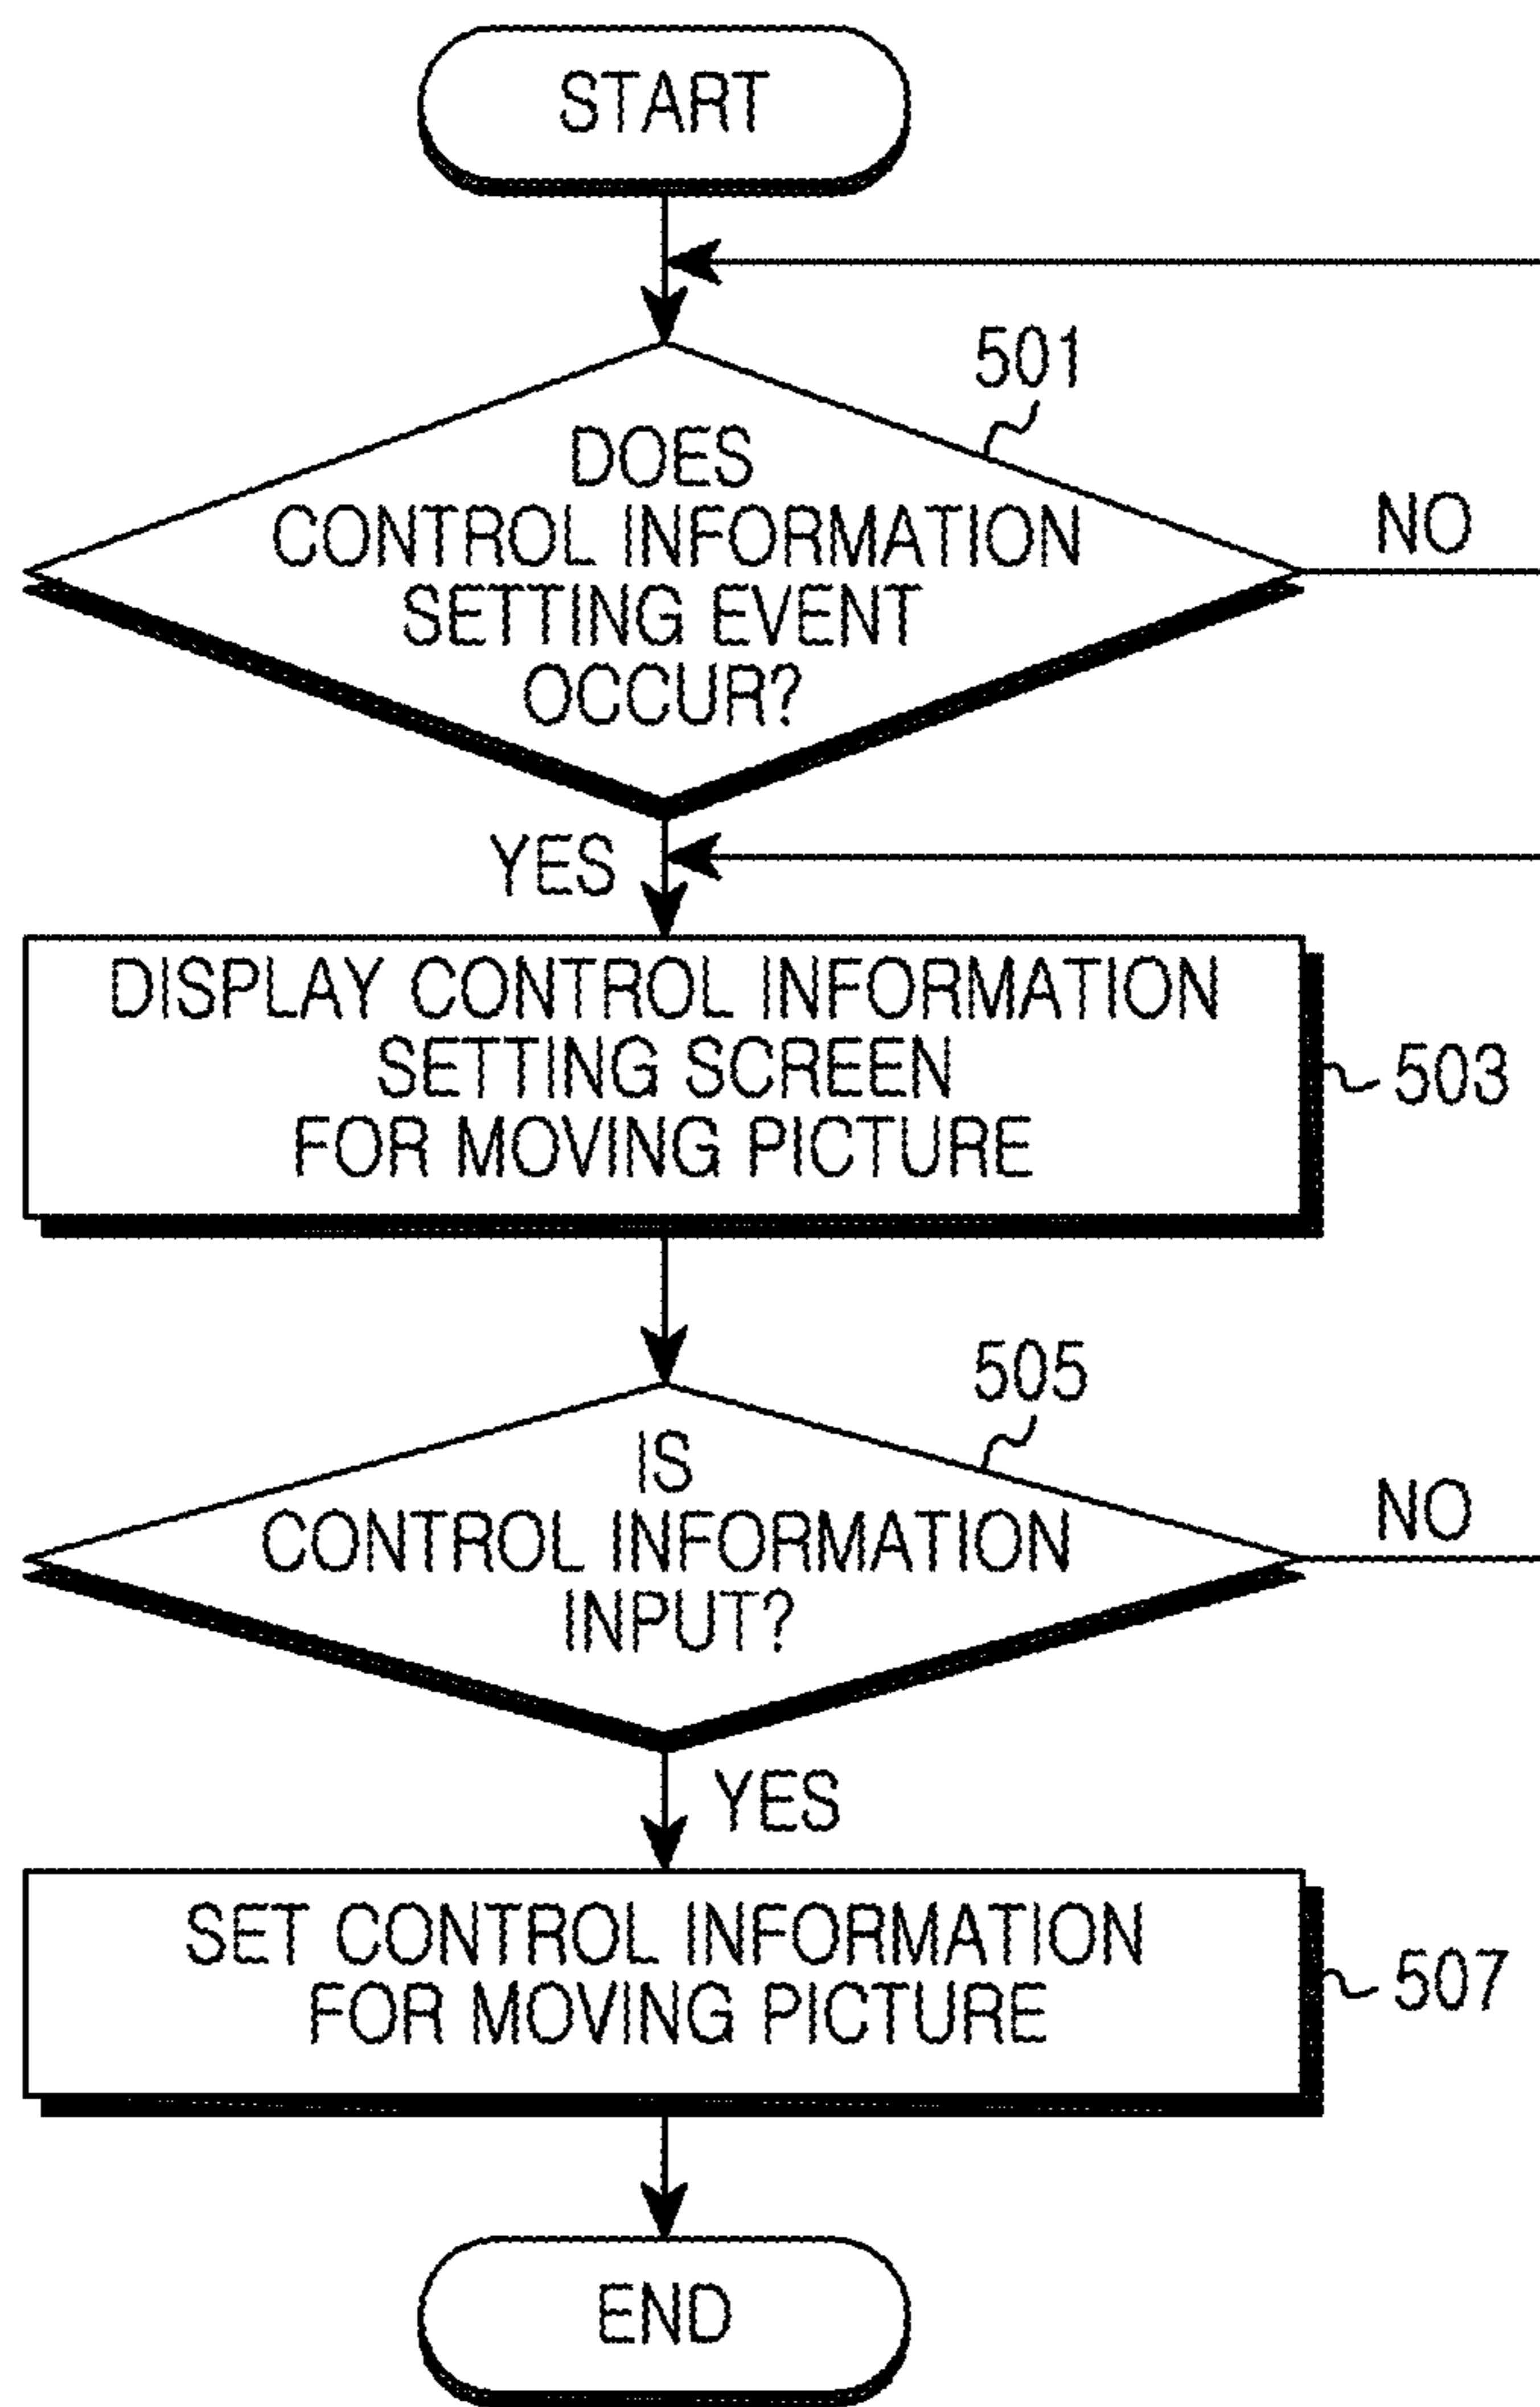 START
501
DOES
CONTROL INFORMATION
SETTING EVENT
OCCUR?
NO
YES
DISPLAY CONTROL INFORMATION
SETTING SCREEN
FOR MOVING PICTURE
503
505
IS
CONTROL INFORMATION
INPUT?
NO
YES
SET CONTROL INFORMATION
FOR MOVING PICTURE
507
END